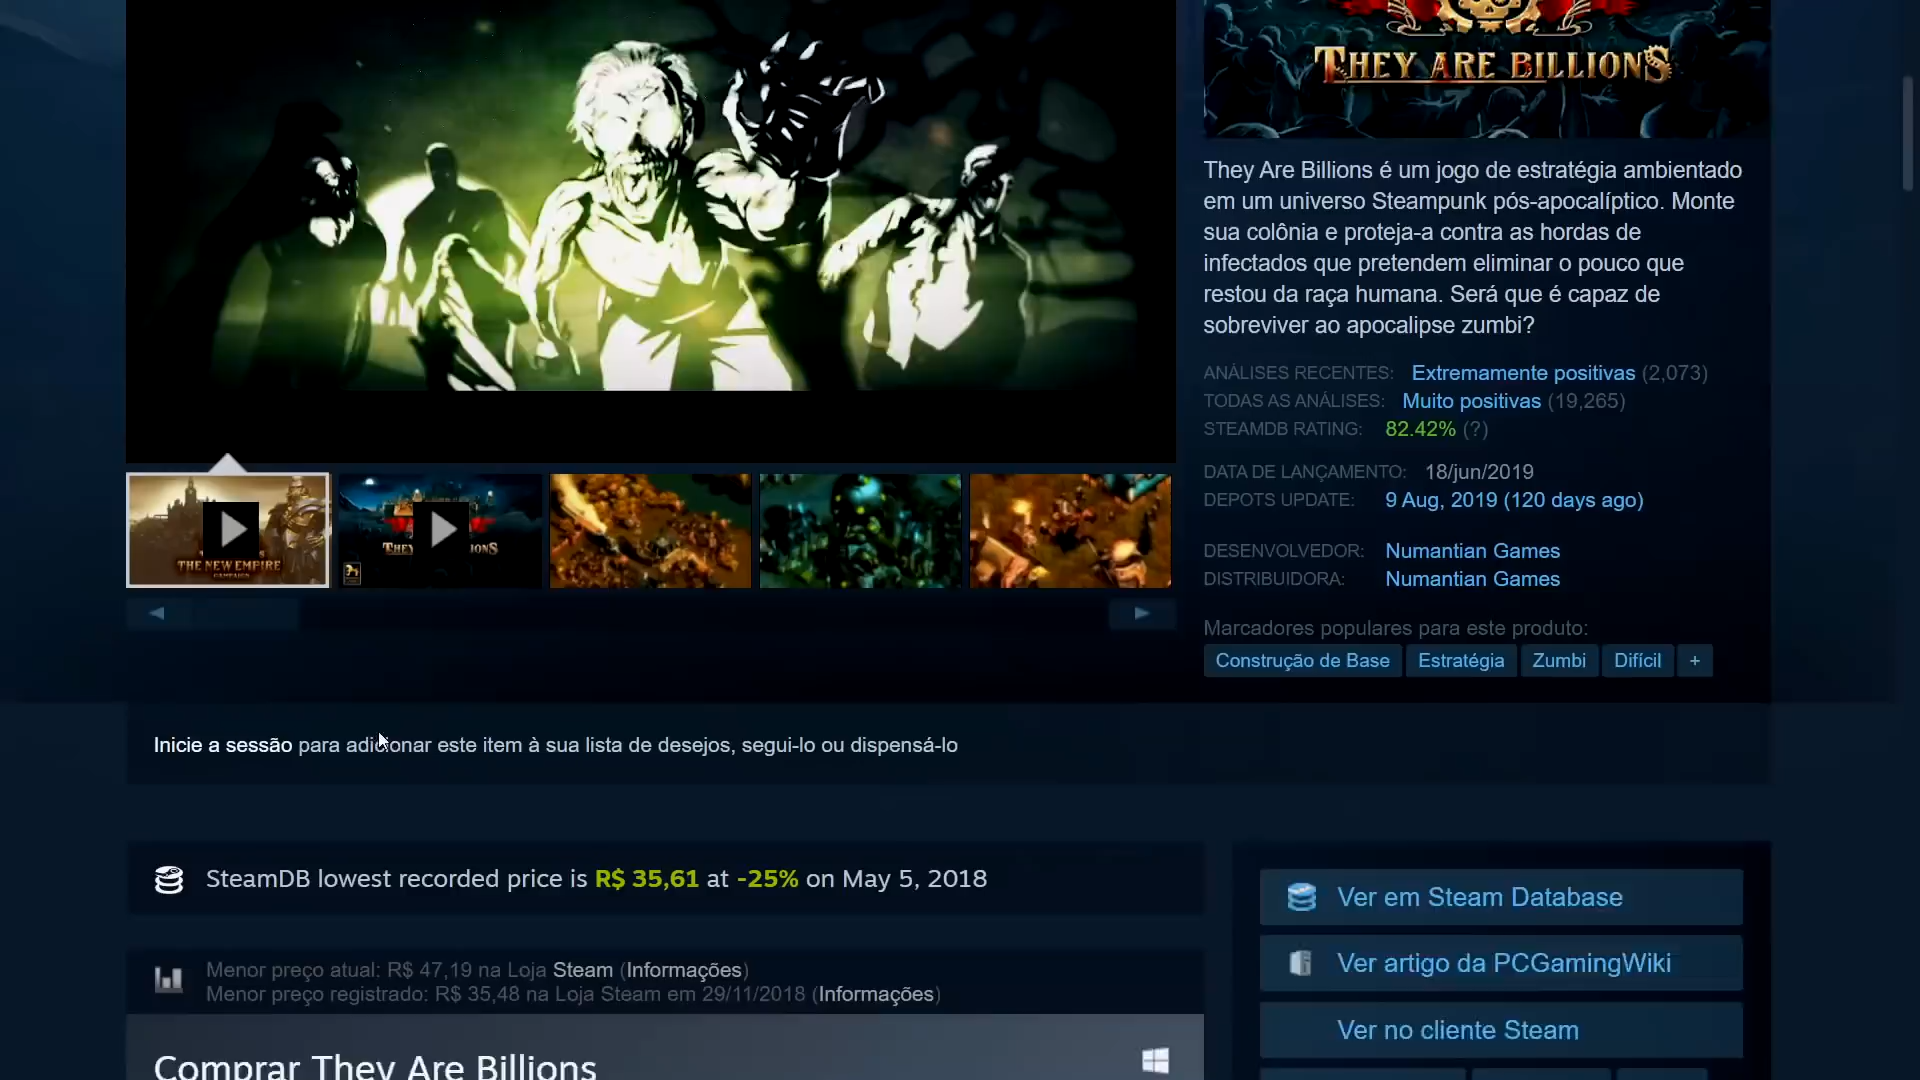 THEY ARE BILLIONS
They Are Billions é um jogo de estratégia ambientado
em um universo Steampunk pós-apocalíptico. Monte
sua colônia e proteja-a contra as hordas de
infectados que pretendem eliminar o pouco que
restou da raça humana. Será que é capaz de
sobreviver ao apocalipse zumbi?
ANÁLISES RECENTES: Extremamente positivas (2,073)
TODAS AS ANÁLISES: Muito positivas (19,265)
STEAMDB RATING: 82.42% (?)
DATA DE LANÇAMENTO: 18/jun/2019
DEPOTS UPDATE: 9 Aug, 2019 (120 days ago)
DESENVOLVEDOR: Numantian Games
DISTRIBUIDORA: Numantian Games
Marcadores populares para este produto:
Construção de Base Estratégia Zumbi Difícil +
THE NEW EMPIRE
Inicie a sessão para adicionar este item à sua lista de desejos, segui-lo ou dispensá-lo
SteamDB lowest recorded price is R$ 35,61 at -25% on May 5, 2018
Menor preço atual: R$ 47,19 na Loja Steam (Informações)
Menor preço registrado: R$ 35,48 na Loja Steam em 29/11/2018 (Informações)
Comprar They Are Billions
Ver em Steam Database
Ver artigo da PCGamingWiki
Ver no cliente Steam